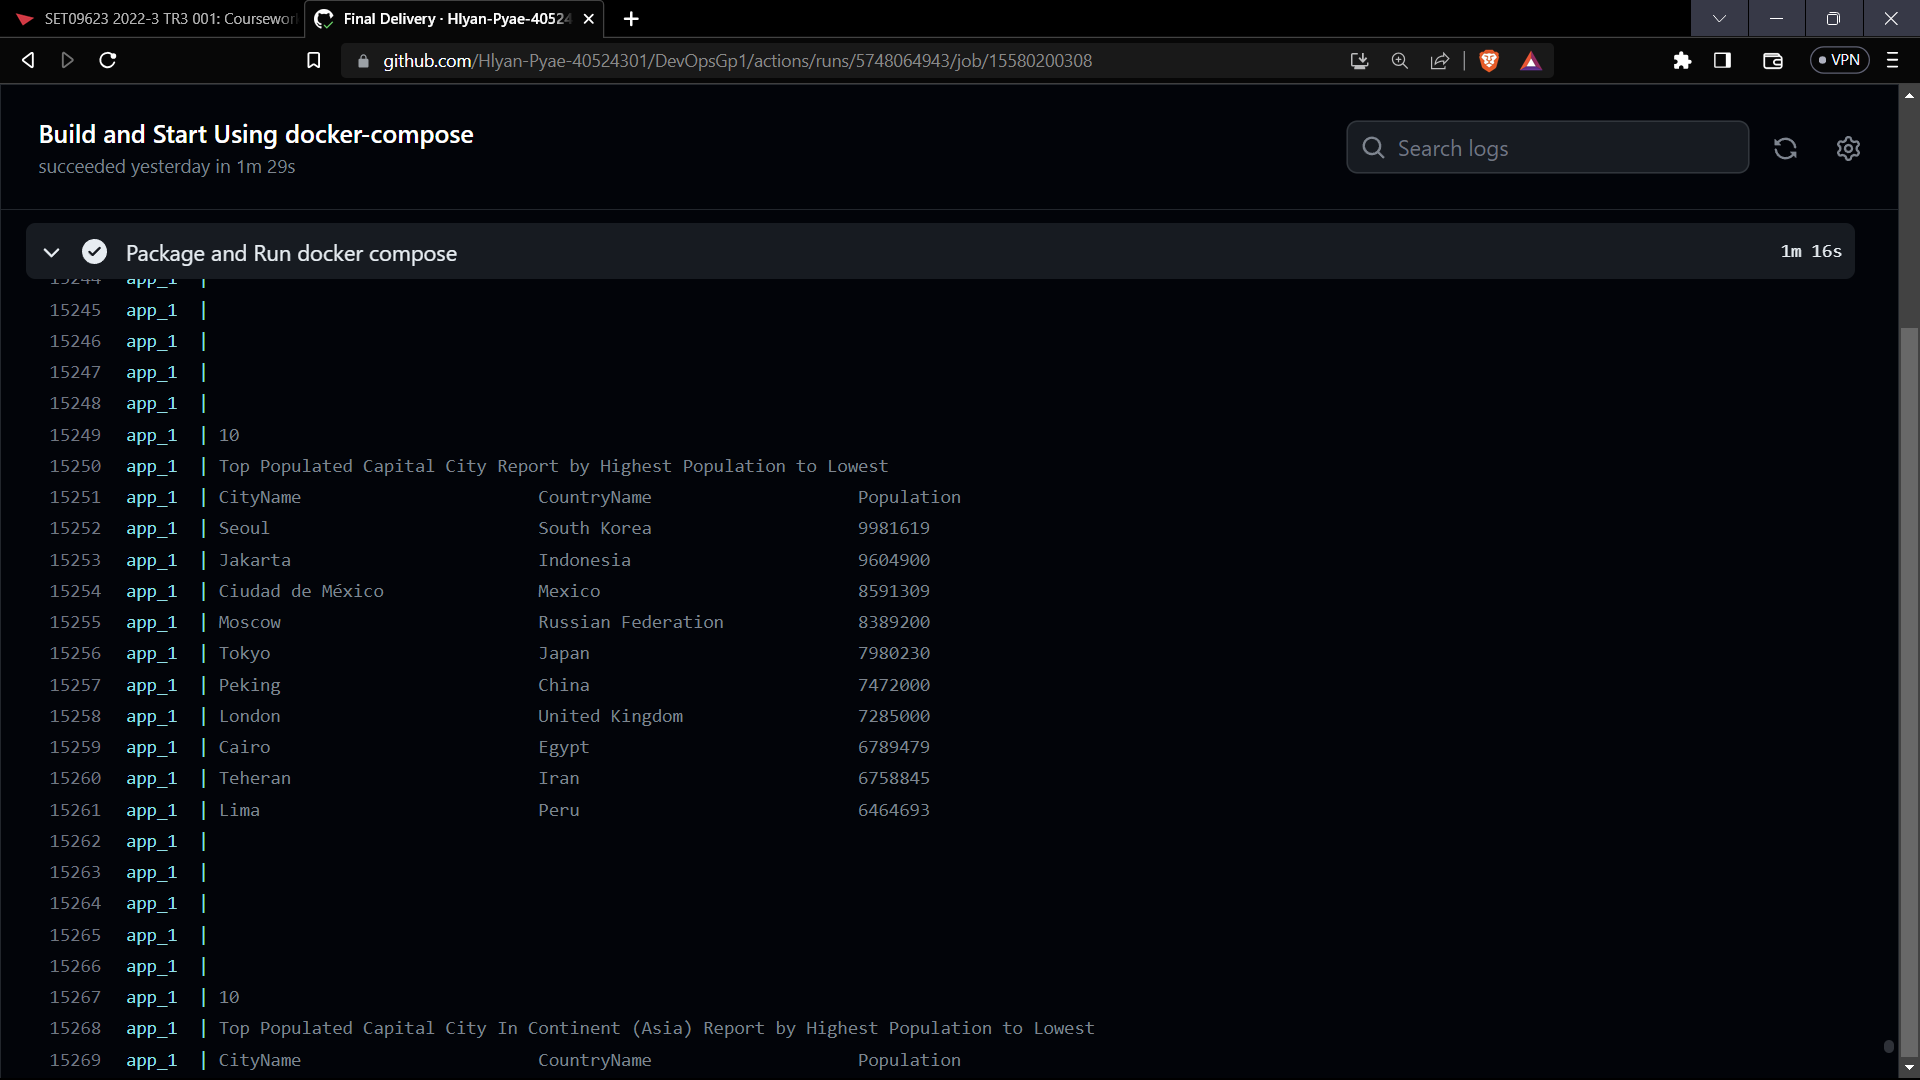 SET09623 2022-3 TR3 001: Coursewor
Final Delivery · Hlyan-Pyae-40524
github.com/Hlyan-Pyae-40524301/DevOpsGp1/actions/runs/5748064943/job/15580200308
VPN
Build and Start Using docker-compose
succeeded yesterday in 1m 29s
Search logs
Package and Run docker compose
1m 16s
15244 app_1 |
15245 app_1 |
15246 app_1 |
15247 app_1 |
15248 app_1 |
15249 app_1 | 10
15250 app_1 | Top Populated Capital City Report by Highest Population to Lowest
15251 app_1 | CityName CountryName Population
15252 app_1 | Seoul South Korea 9981619
15253 app_1 | Jakarta Indonesia 9604900
15254 app_1 | Ciudad de México Mexico 8591309
15255 app_1 | Moscow Russian Federation 8389200
15256 app_1 | Tokyo Japan 7980230
15257 app_1 | Peking China 7472000
15258 app_1 | London United Kingdom 7285000
15259 app_1 | Cairo Egypt 6789479
15260 app_1 | Teheran Iran 6758845
15261 app_1 | Lima Peru 6464693
15262 app_1 |
15263 app_1 |
15264 app_1 |
15265 app_1 |
15266 app_1 |
15267 app_1 | 10
15268 app_1 | Top Populated Capital City In Continent (Asia) Report by Highest Population to Lowest
15269 app_1 | CityName CountryName Population